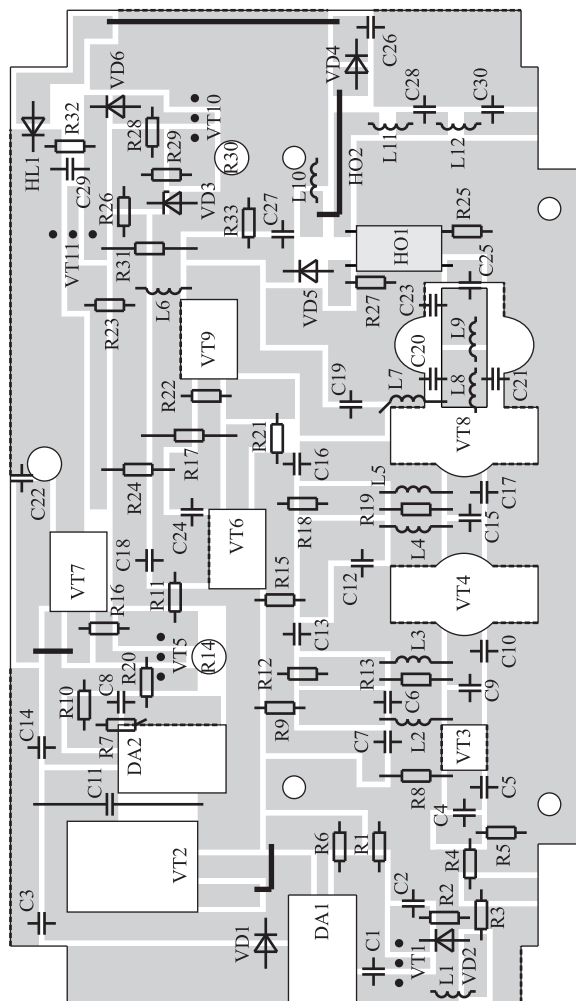 VD4
C26
VD6
C28
C30
HL1
R32
VT10
R28
R29
R30
L11
L12
C29
L10
HO2
R26
VD3
R33
C27
R25
VT11
R31
HO1
C25
L6
VD5
R27
C23
R23
VT9
L9
C20
L8
C21
R22
C19
L7
VT8
R17
R21
C22
R24
C16
L5
C24
R18
R19
C17
C15
VT6
L4
VT7
C18
C12
R11
R15
VT4
R16
C13
VT5
R14
L3
C10
R20
R12
R13
C9
R10
C8
R9
C6
R7
C7
L2
C14
DA2
VT3
R8
C11
C5
C4
VT2
R6
R1
R5
R4
C3
C2
R2
R3
VD1
DA1
C1
VT1
L1
VD2